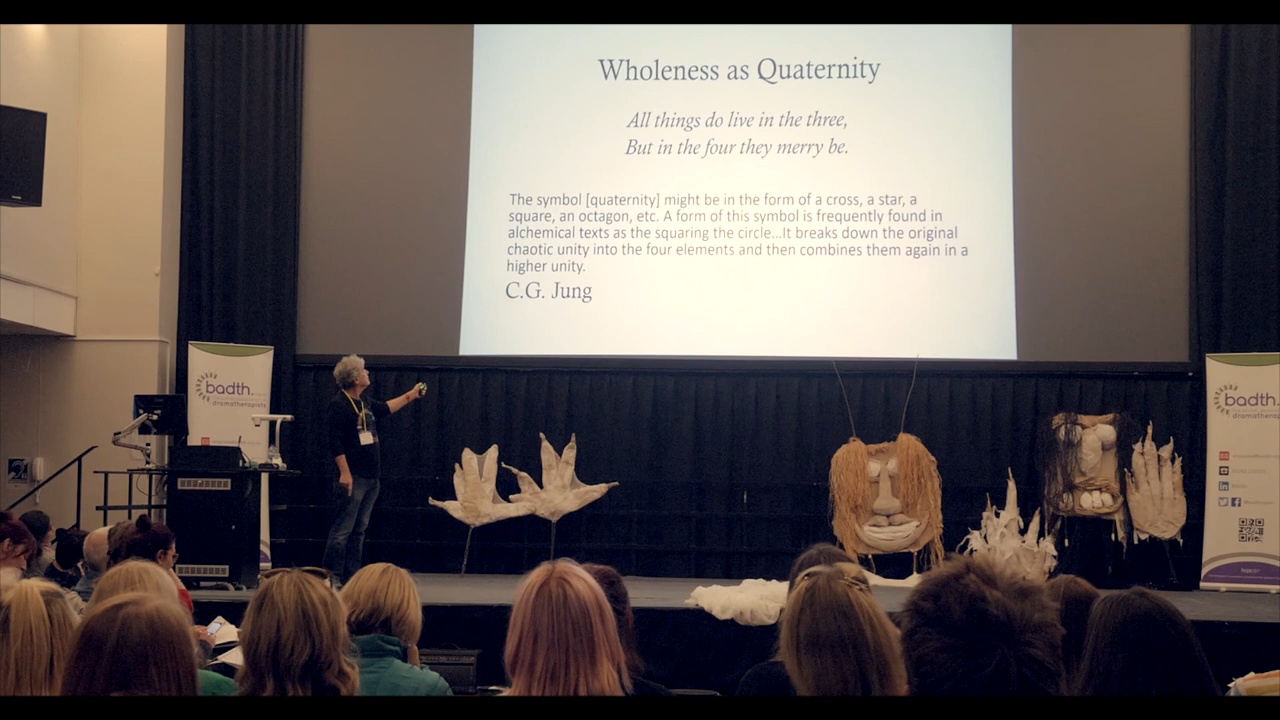 Wholeness as Quaternity
All things do live in the three,
But in the four they merry be.
The symbol [quaternity] might be in the form of a cross, a star, a
square, an octagon, etc. A form of this symbol is frequently found in
alchemical texts as the squaring the circle...It breaks down the original
chaotic unity into the four elements and then combines them again in a
higher unity.
C.G. Jung
badth.
dramatherapists
badth.
dramatherapists
in
hcpc